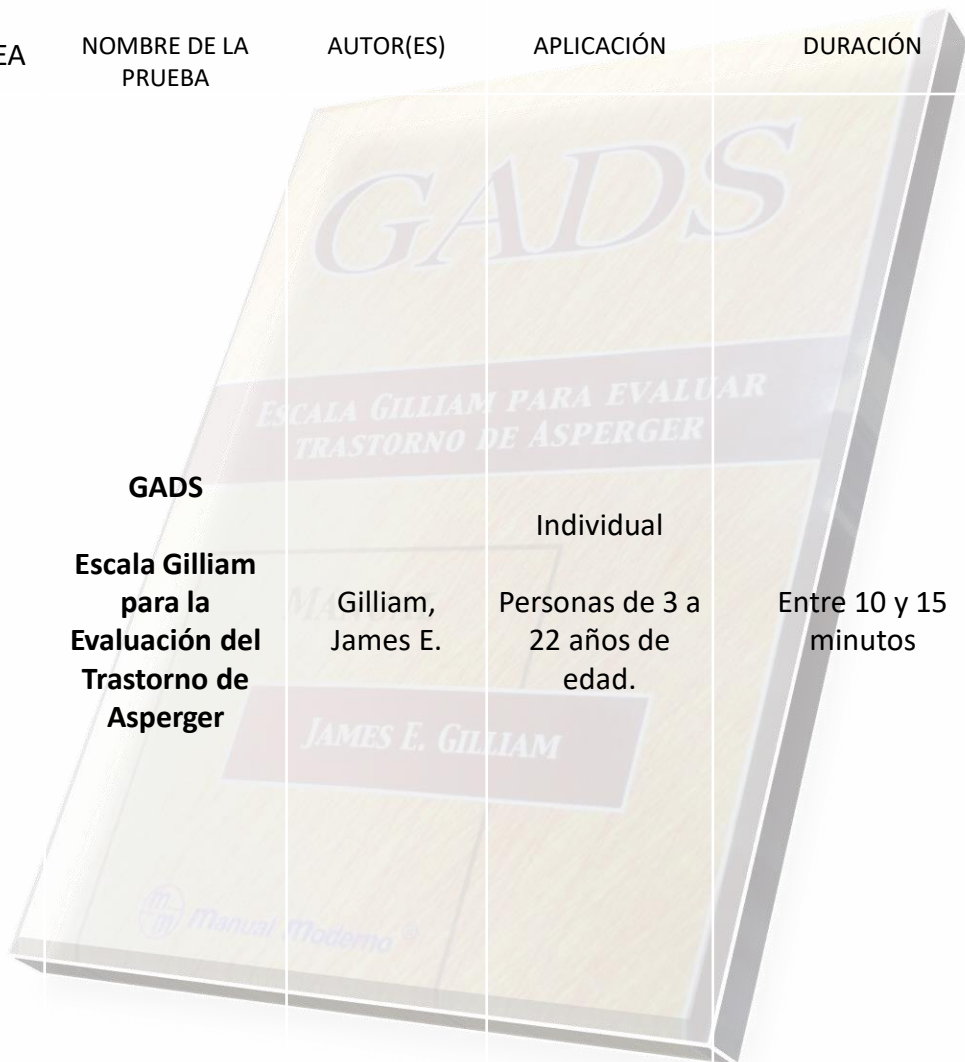 EA
NOMBRE DE LA
PRUEBA
AUTOR(ES)
APLICACIÓN
DURACIÓN
GADS
ESCALA GILLIAM PARA EVALUAR
TRASTORNO DE ASPERGER
GADS
Escala Gilliam
para la
Evaluación del
Trastorno de
Asperger
MANUAL
Gilliam,
James E.
Individual
Personas de 3 a
22 años de
edad.
Entre 10 y 15
minutos
JAMES E. GILLIAM
Manual Moderno ®